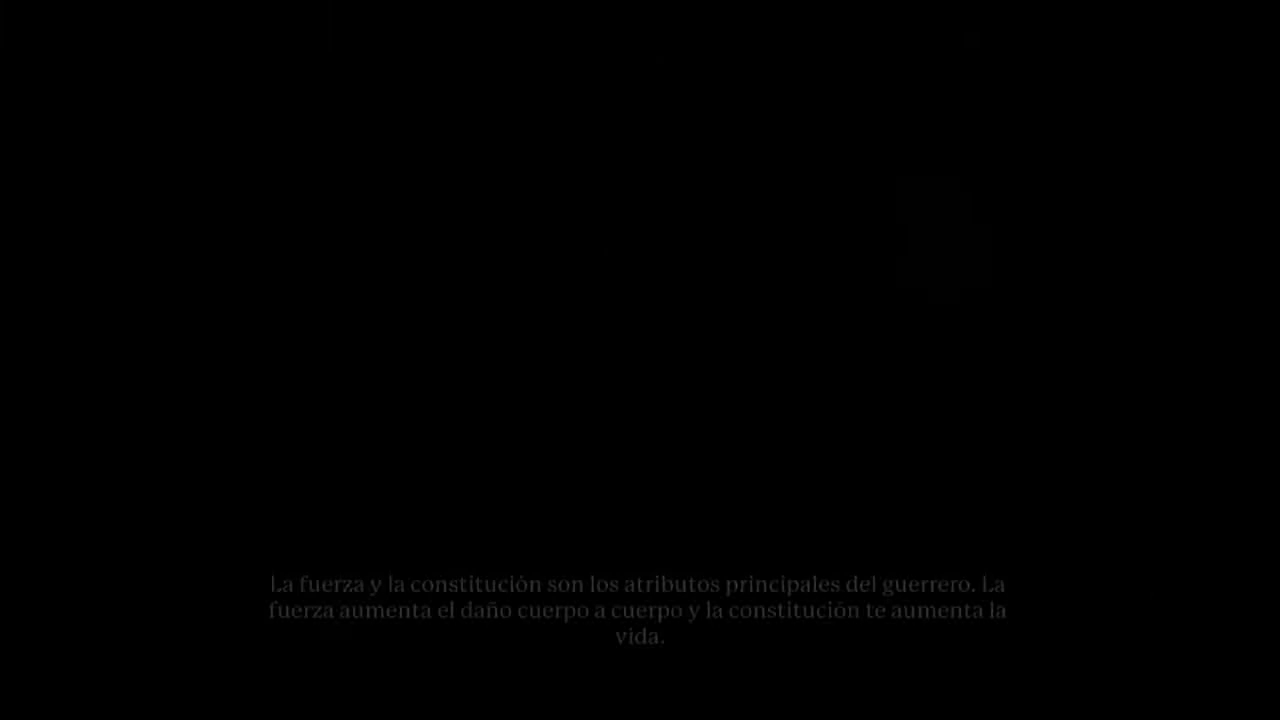 La fuerza y la constitución son los atributos principales del guerrero. La
fuerza aumenta el daño cuerpo a cuerpo y la constitución te aumenta la
vida.